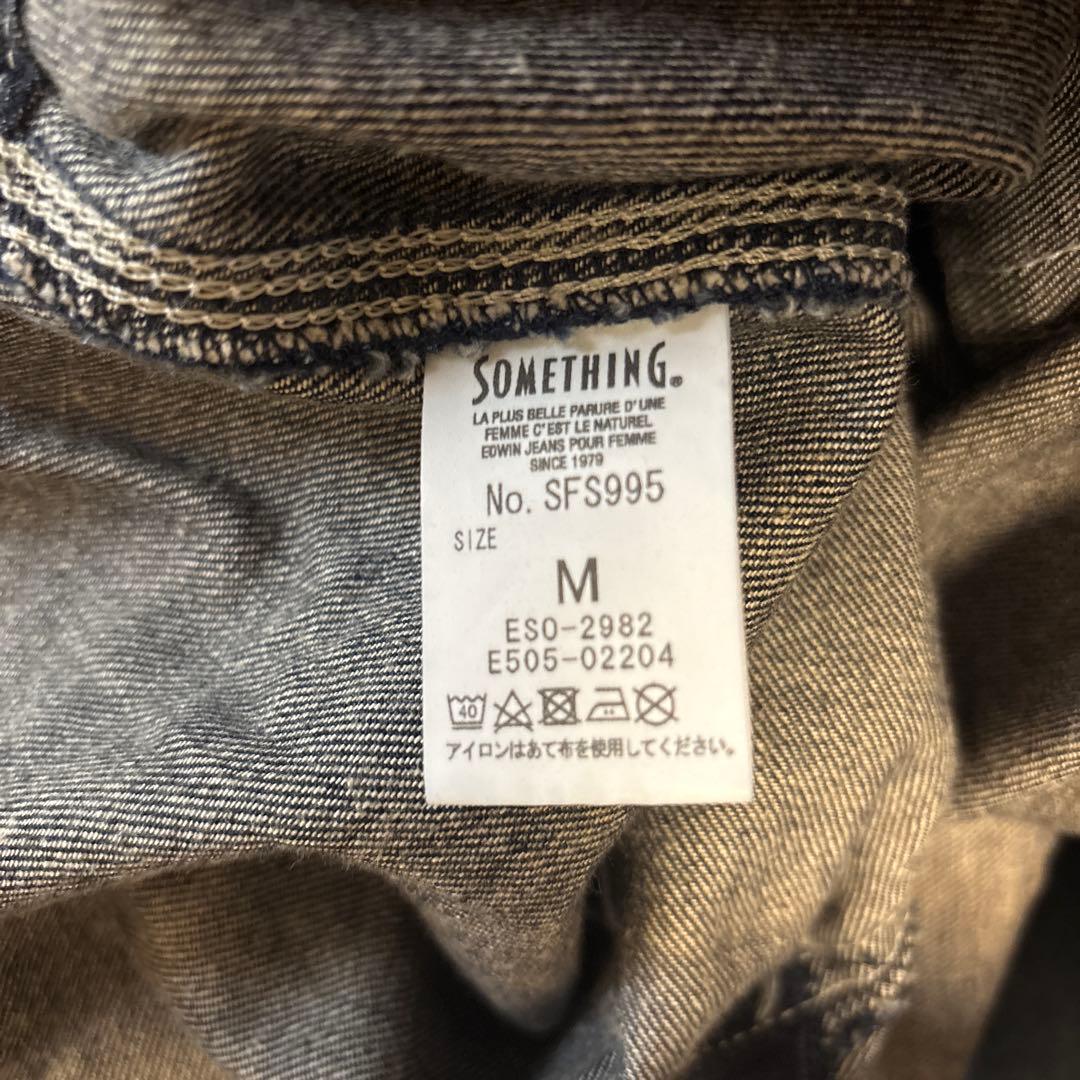 SOMETHING®
LA PLUS BELLE PARURE D'UNE
FEMME C'EST LE NATUREL
EDWIN JEANS POUR FEMME
SINCE 1979
No. SFS995
SIZE
M
ESO-2982
E505-02204
40
アイロンはあて布を使用してください。